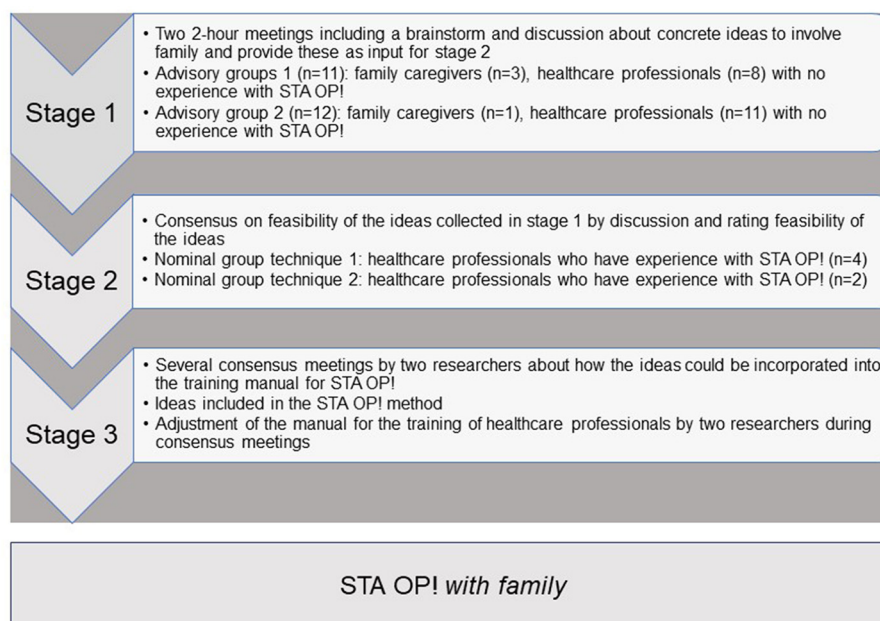 Stage 1
• Two 2-hour meetings including a brainstorm and discussion about concrete ideas to involve
family and provide these as input for stage 2
• Advisory groups 1 (n=11): family caregivers (n=3), healthcare professionals (n=8) with no
experience with STA OP!
• Advisory group 2 (n=12): family caregivers (n=1), healthcare professionals (n=11) with no
experience with STA OP!
Stage 2
• Consensus on feasibility of the ideas collected in stage 1 by discussion and rating feasibility of
the ideas
• Nominal group technique 1: healthcare professionals who have experience with STA OP! (n=4)
• Nominal group technique 2: healthcare professionals who have experience with STA OP! (n=2)
Stage 3
• Several consensus meetings by two researchers about how the ideas could be incorporated into
the training manual for STA OP!
• Ideas included in the STA OP! method
• Adjustment of the manual for the training of healthcare professionals by two researchers during
consensus meetings
STA OP! with family